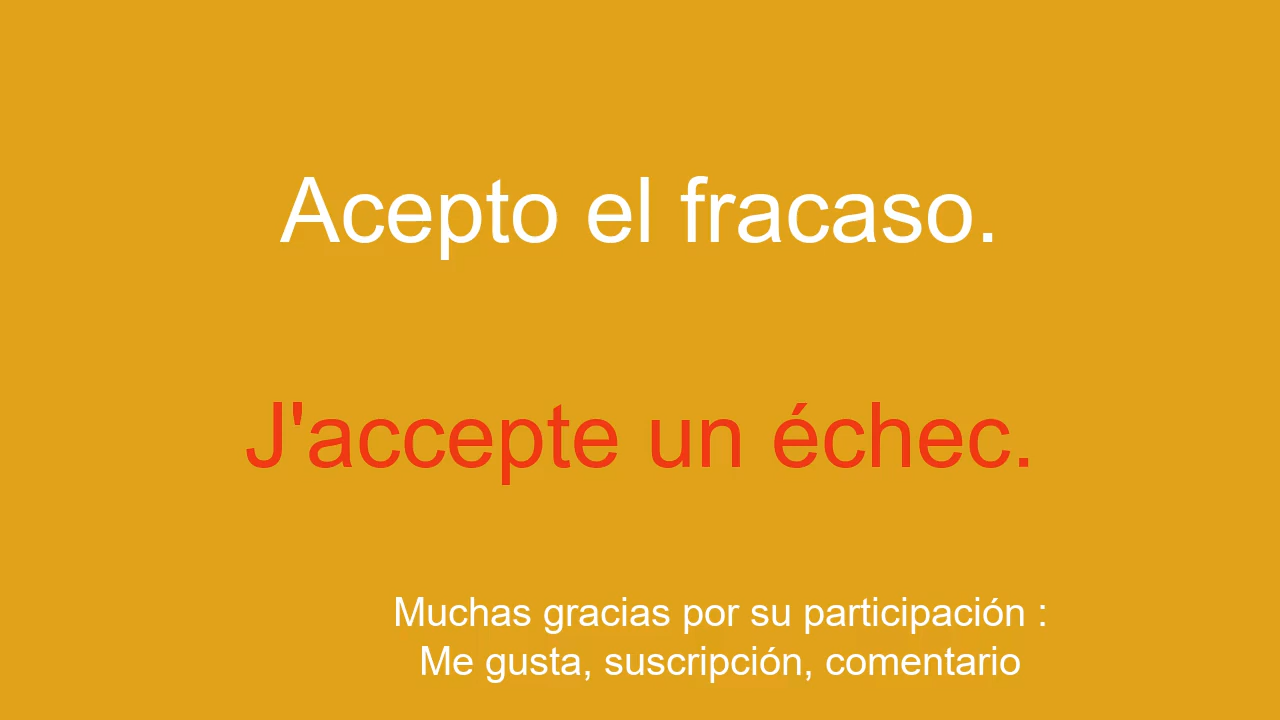 Acepto el fracaso.
J'accepte un échec.
Muchas gracias por su participación :
Me gusta, suscripción, comentario